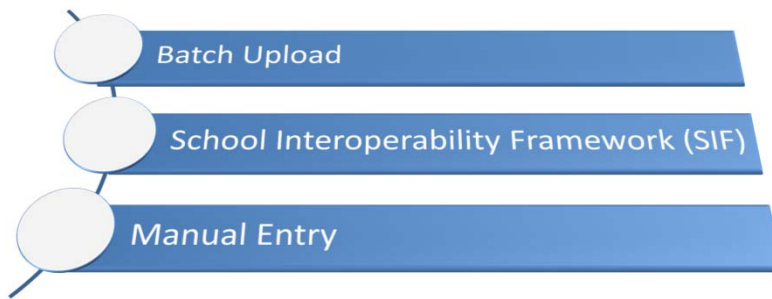 Batch Upload
School Interoperability Framework (SIF)
Manual Entry